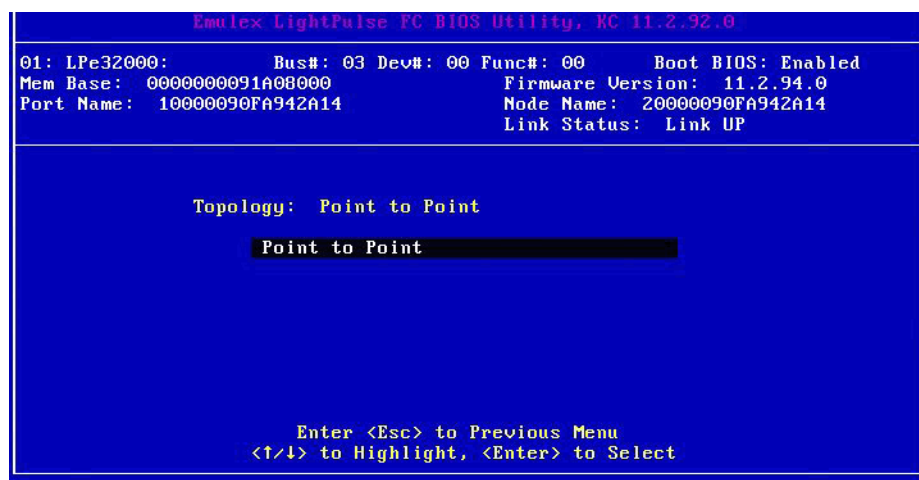 Emulex LightPulse FC BIOS Utility, KC 11.2.92.0
01: LPe32000: Bus#: 03 Dev#: 00 Func#: 00 Boot BIOS: Enabled
Mem Base: 0000000091A08000 Firmware Version: 11.2.94.0
Port Name: 10000090FA942A14 Node Name: 20000090FA942A14
Link Status: Link UP
Topology: Point to Point
Point to Point
Enter <Esc> to Previous Menu
<↑/↓> to Highlight, <Enter> to Select